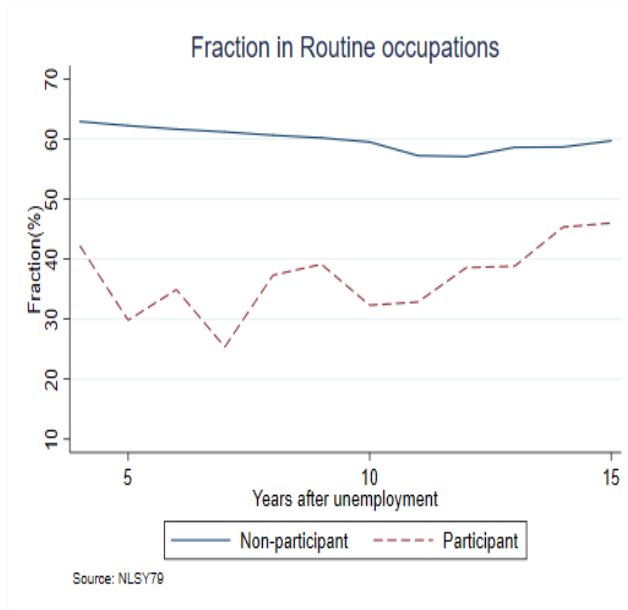 Fraction in Routine occupations
Fraction(%)
70
60
50
40
30
20
10
5
10
15
Years after unemployment
Non-participant
Participant
Source: NLSY79